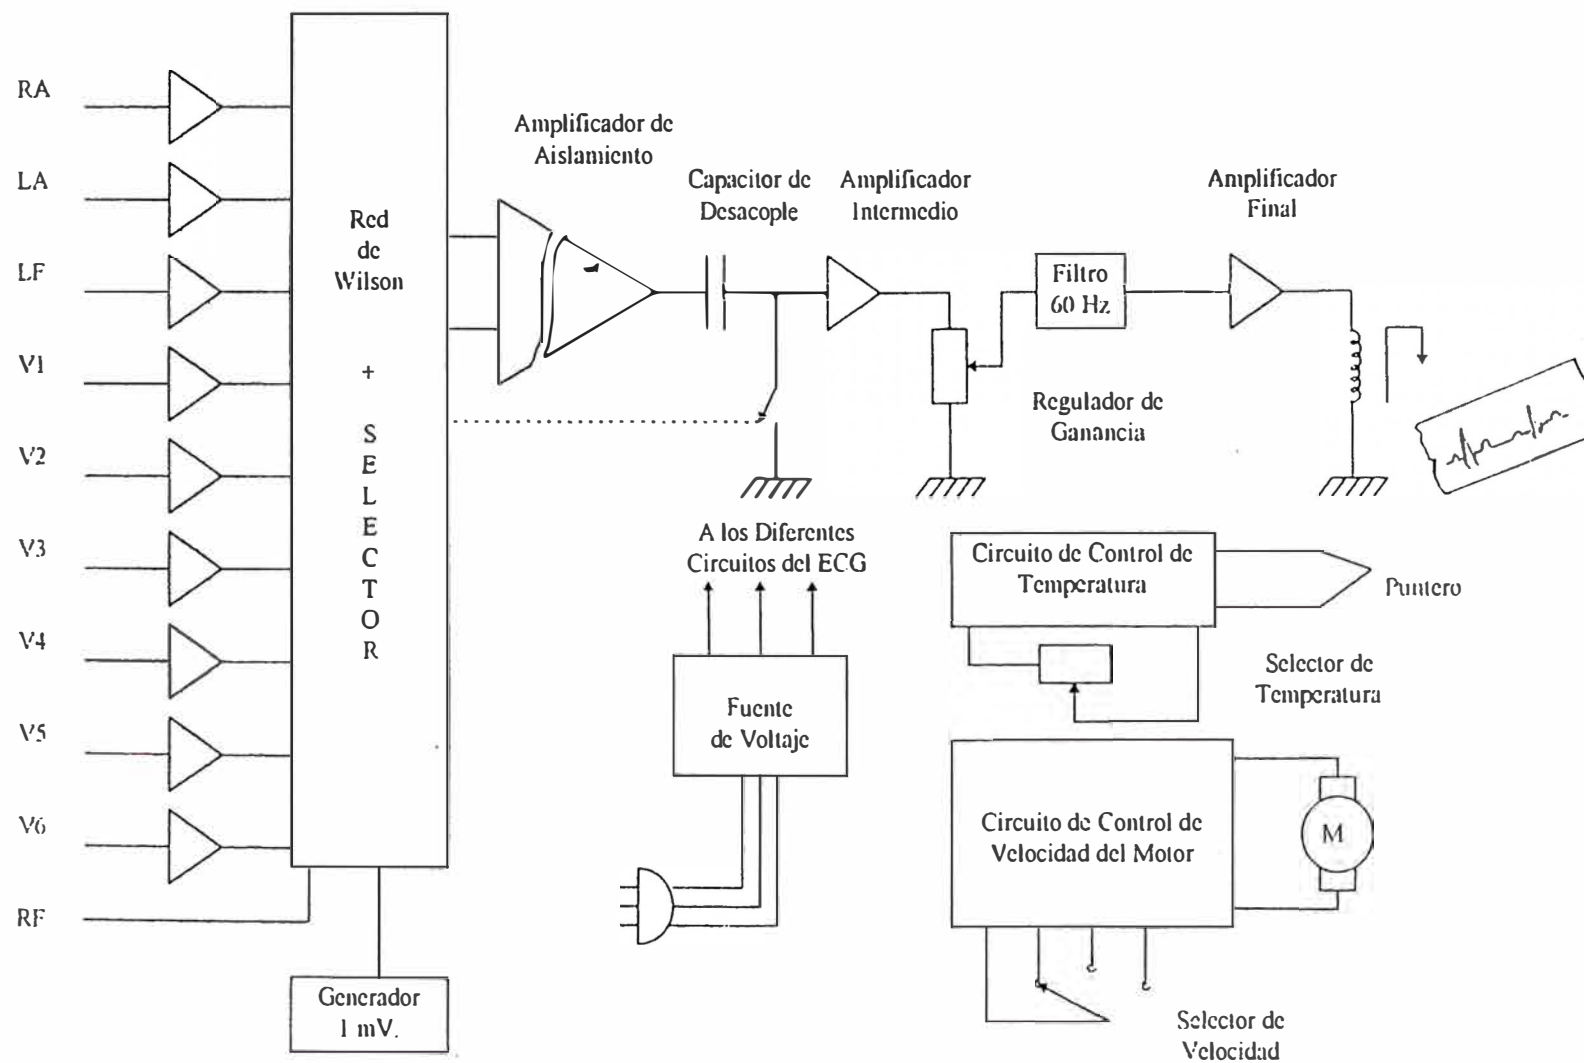 RA
LA
LF
V1
V2
V3
V4
V5
V6
RF
Red
de
Wilson
+
S
E
L
E
C
T
O
R
Generador
1 mV.
Amplificador de
Aislamiento
Capacitor de
Desacople
Amplificador
Intermedio
Filtro
60 Hz
Regulador de
Ganancia
Amplificador
Final
A los Diferentes
Circuitos del ECG
Fuente
de Voltaje
Circuito de Control de
Temperatura
Puntero
Selector de
Temperatura
Circuito de Control de
Velocidad del Motor
M
Selector de
Velocidad